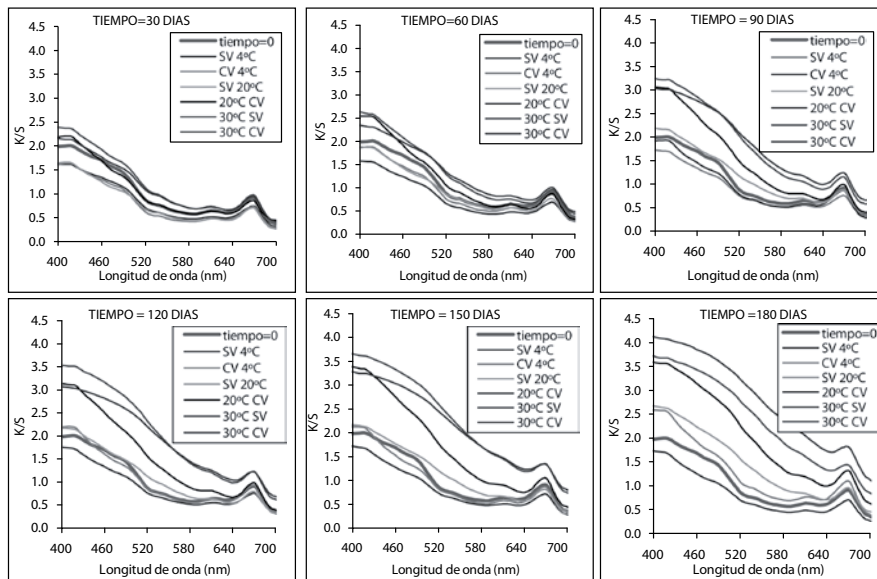 TIEMPO=30 DIAS
4.5
4.0
3.5
3.0
2.5
2.0
1.5
1.0
0.5
0.0
K/S
tiempo=0
SV 4ºC
CV 4ºC
SV 20ºC
20ºC CV
30ºC SV
30ºC CV
400 460 530 580 640 700
Longitud de onda (nm)
TIEMPO=60 DIAS
4.5
4.0
3.5
3.0
2.5
2.0
1.5
1.0
0.5
0.0
K/S
tiempo=0
SV 4ºC
CV 4ºC
SV 20ºC
20ºC CV
30ºC SV
30ºC CV
400 460 520 580 640 700
Longitud de onda (nm)
TIEMPO = 90 DIAS
4.5
4.0
3.5
3.0
2.5
2.0
1.5
1.0
0.5
0.0
K/S
tiempo=0
SV 4ºC
CV 4ºC
SV 20ºC
20ºC CV
30ºC SV
30ºC CV
400 460 520 580 640 700
Longitud de onda (nm)
TIEMPO = 120 DIAS
4.5
4.0
3.5
3.0
2.5
2.0
1.5
1.0
0.5
0.0
K/S
tiempo=0
SV 4ºC
CV 4ºC
SV 20ºC
20ºC CV
30ºC SV
30ºC CV
400 460 520 580 640 700
Longitud de onda (nm)
TIEMPO = 150 DIAS
4.5
4.0
3.5
3.0
2.5
2.0
1.5
1.0
0.5
0.0
K/S
tiempo=0
SV 4ºC
CV 4ºC
SV 20ºC
20ºC CV
30ºC SV
30ºC CV
400 460 520 580 640 700
Longitud de onda (nm)
TIEMPO =180 DIAS
4.5
4.0
3.5
3.0
2.5
2.0
1.5
1.0
0.5
0.0
K/S
tiempo=0
SV 4ºC
CV 4ºC
SV 20ºC
20ºC CV
30ºC SV
30ºC CV
400 460 520 580 640 700
Longitud de onda (nm)